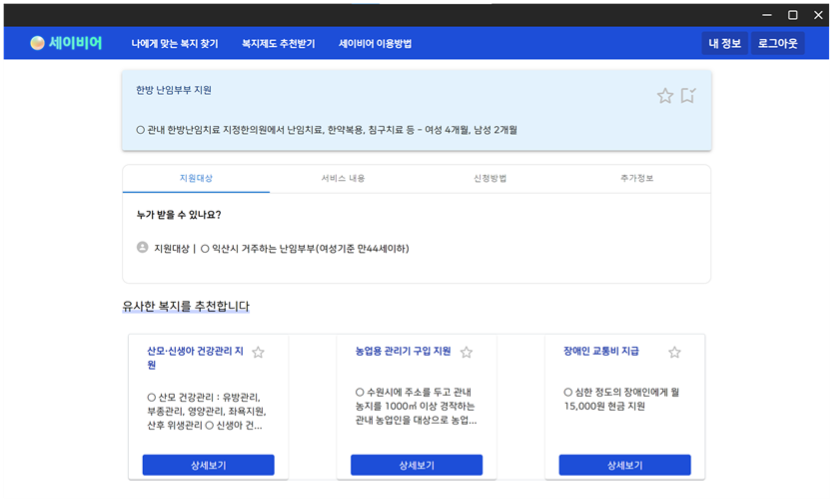 세이비어 나에게 맞는 복지 찾기 복지제도 추천받기 세이비어 이용방법 내 정보 로그아웃
한방 난임부부 지원
○ 관내 한방난임치료 지정한의원에서 난임치료, 한약복용, 침구치료 등 - 여성 4개월, 남성 2개월
지원대상 서비스 내용 신청방법 추가정보
누가 받을 수 있나요?
지원대상 | ○ 익산시 거주하는 난임부부(여성기준 만44세이하)
유사한 복지를 추천합니다
산모·신생아 건강관리 지
원
○ 산모 건강관리 : 유방관리,
부종관리, 영양관리, 좌욕지원,
산후 위생관리 ○ 신생아 건...
상세보기
농업용 관리기 구입 지원
○ 수원시에 주소를 두고 관내
농지를 1000㎡ 이상 경작하는
관내 농업인을 대상으로 농업...
상세보기
장애인 교통비 지급
○ 심한 정도의 장애인에게 월
15,000원 현금 지원
상세보기